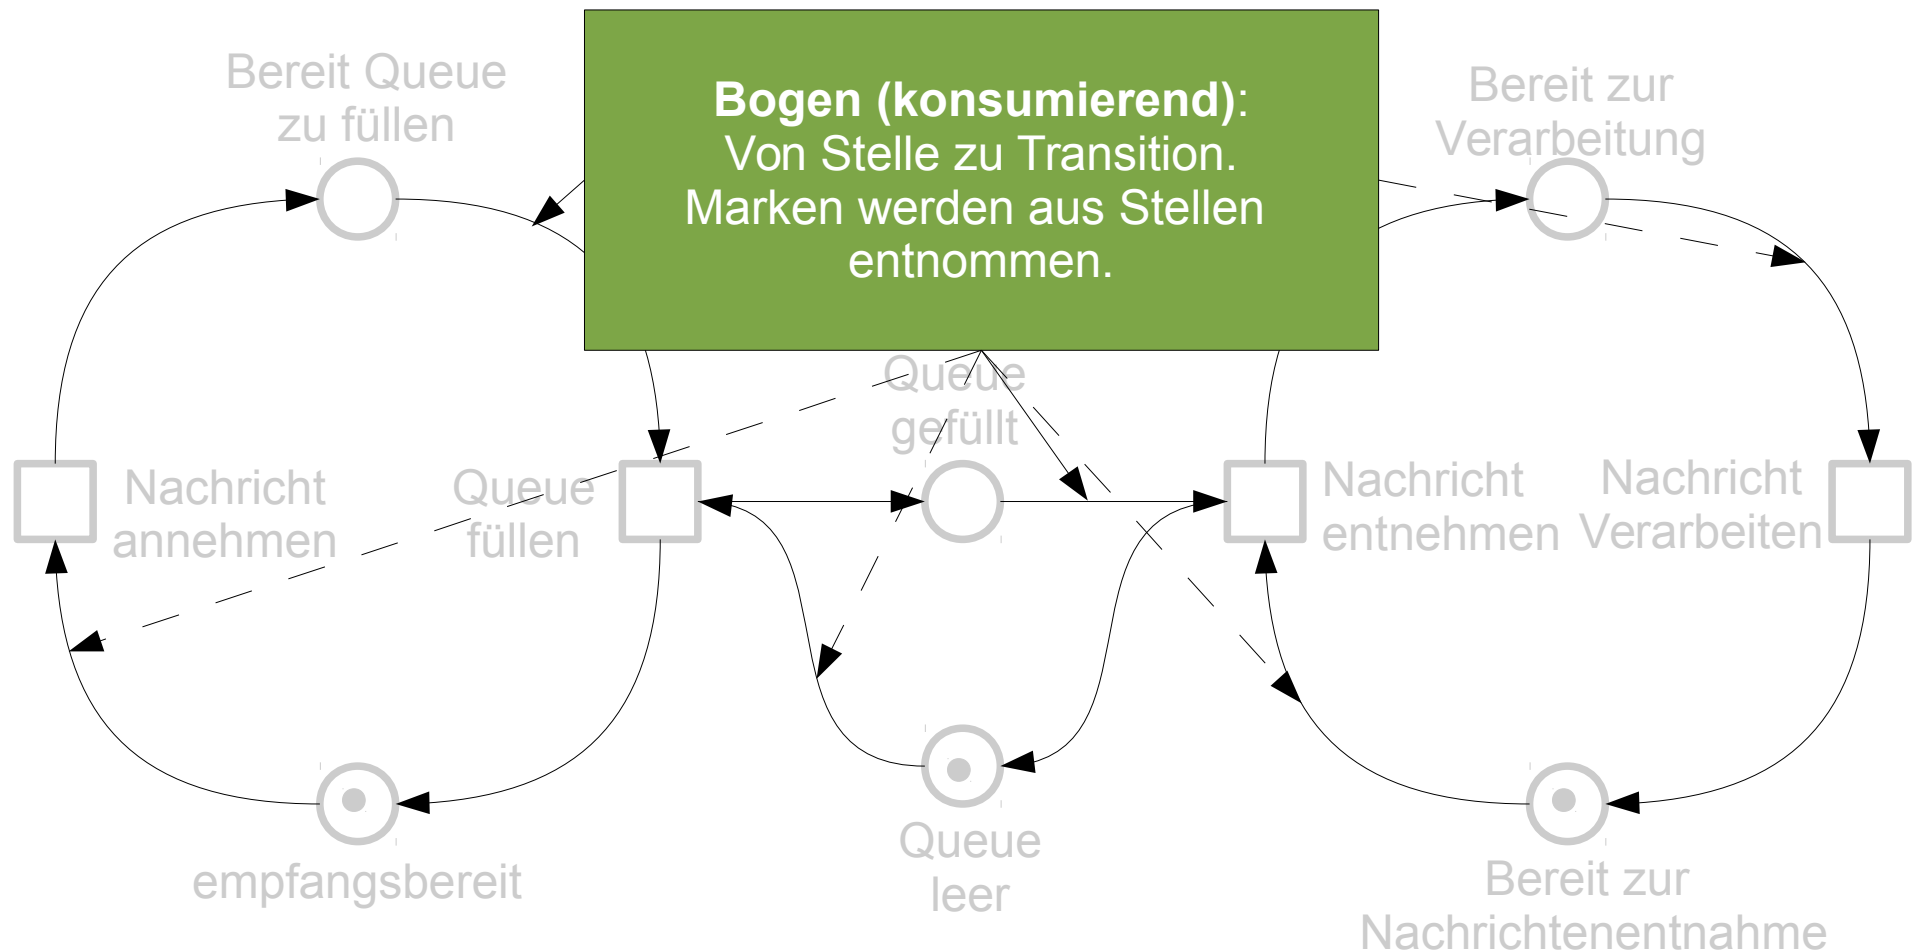 Bereit Queue
zu füllen
Bogen (konsumierend):
Von Stelle zu Transition.
Marken werden aus Stellen
entnommen.
Bereit zur
Verarbeitung
Queue
gefüllt
Nachricht
annehmen
Queue
füllen
Nachricht
entnehmen
Nachricht
Verarbeiten
empfangsbereit
Queue
leer
Bereit zur
Nachrichtenentnahme